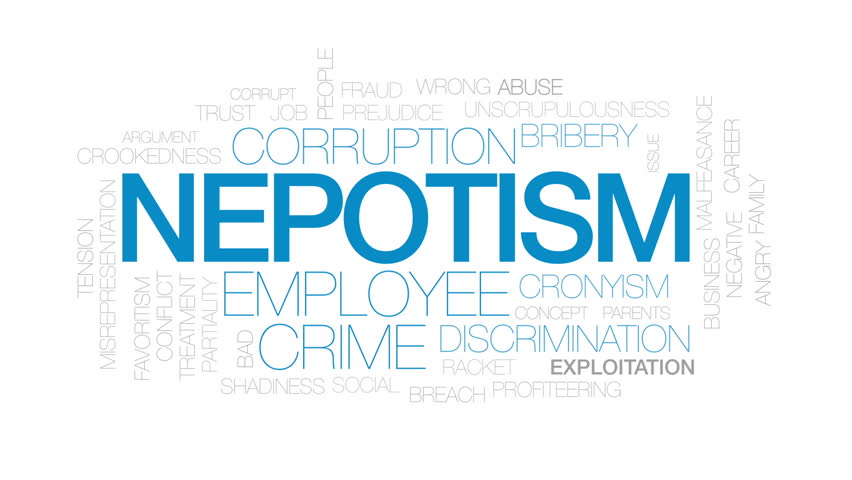 PEOPLE
CORRUPT
FRAUD
WRONG
ABUSE
TRUST
JOB
PREJUDICE
UNSCRUPULOUSNESS
ARGUMENT
CROOKEDNESS
CORRUPTION
BRIBERY
ISSUE
MALFEASANCE
CAREER
NEPOTISM
TENSION
MISREPRESENTATION
FAVORITISM
CONFLICT
TREATMENT
PARTIALITY
EMPLOYEE
CRONYISM
CONCEPT
PARENTS
BUSINESS
NEGATIVE
ANGRY
FAMILY
BAD
CRIME
DISCRIMINATION
RACKET
EXPLOITATION
SHADINESS
SOCIAL
BREACH
PROFITEERING